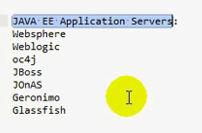 JAVA EE Application Servers:
Websphere
Weblogic
oc4j
JBoss
JOnAS
Geronimo
Glassfish